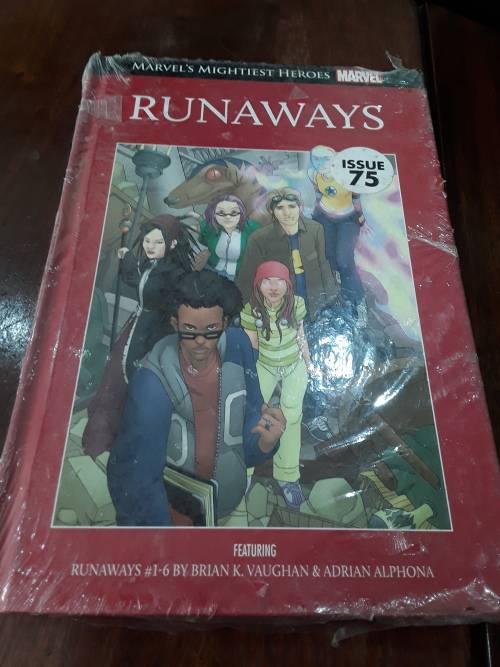 MARVEL'S MIGHTIEST HEROES MARVEL
RUNAWAYS
ISSUE
75
FEATURING
RUNAWAYS #1-6 BY BRIAN K. VAUGHAN & ADRIAN ALPHONA